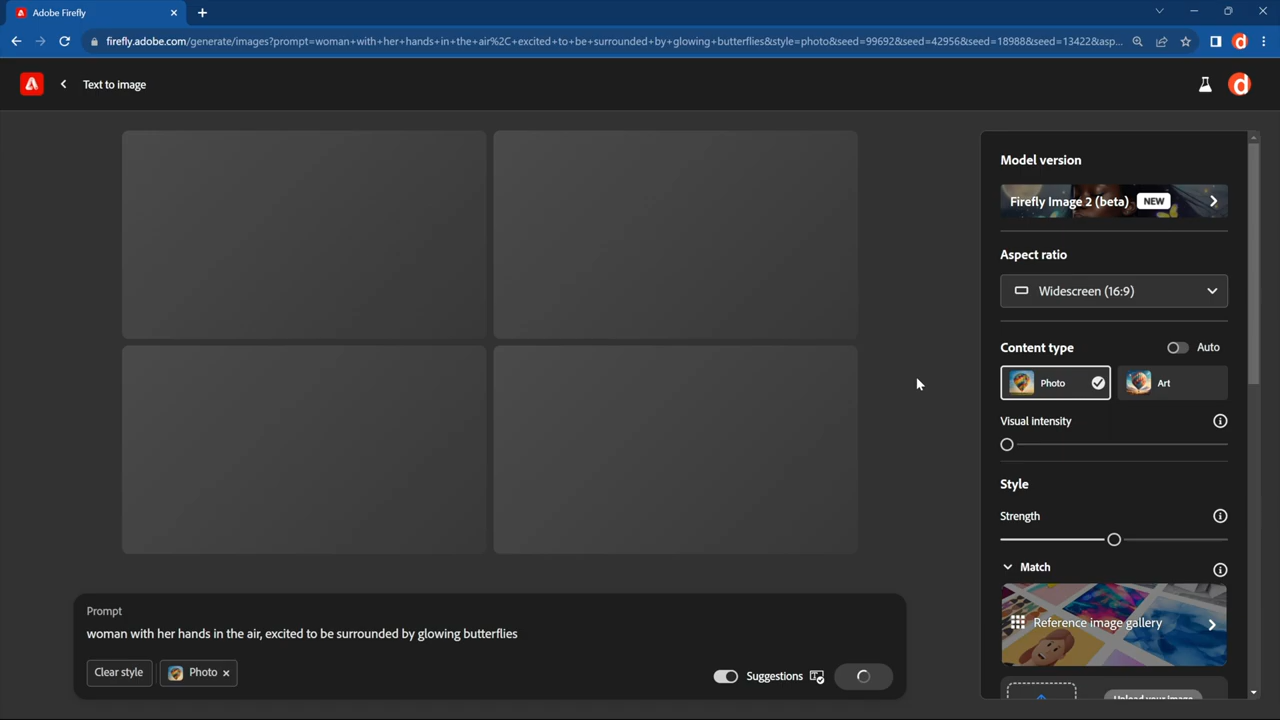 Adobe Firefly
firefly.adobe.com/generate/images?prompt=woman+with+her+hands+in+the+air%2C+excited+to+be+surrounded+by+glowing+butterflies&style=photo&seed=99692&seed=42956&seed=18988&seed=13422&asp...
Text to image
Model version
Firefly Image 2 (beta) NEW
Aspect ratio
Widescreen (16:9)
Content type Auto
Photo Art
Visual intensity
Style
Strength
Match
Reference image gallery
Upload your image
Prompt
woman with her hands in the air, excited to be surrounded by glowing butterflies
Clear style Photo
Suggestions